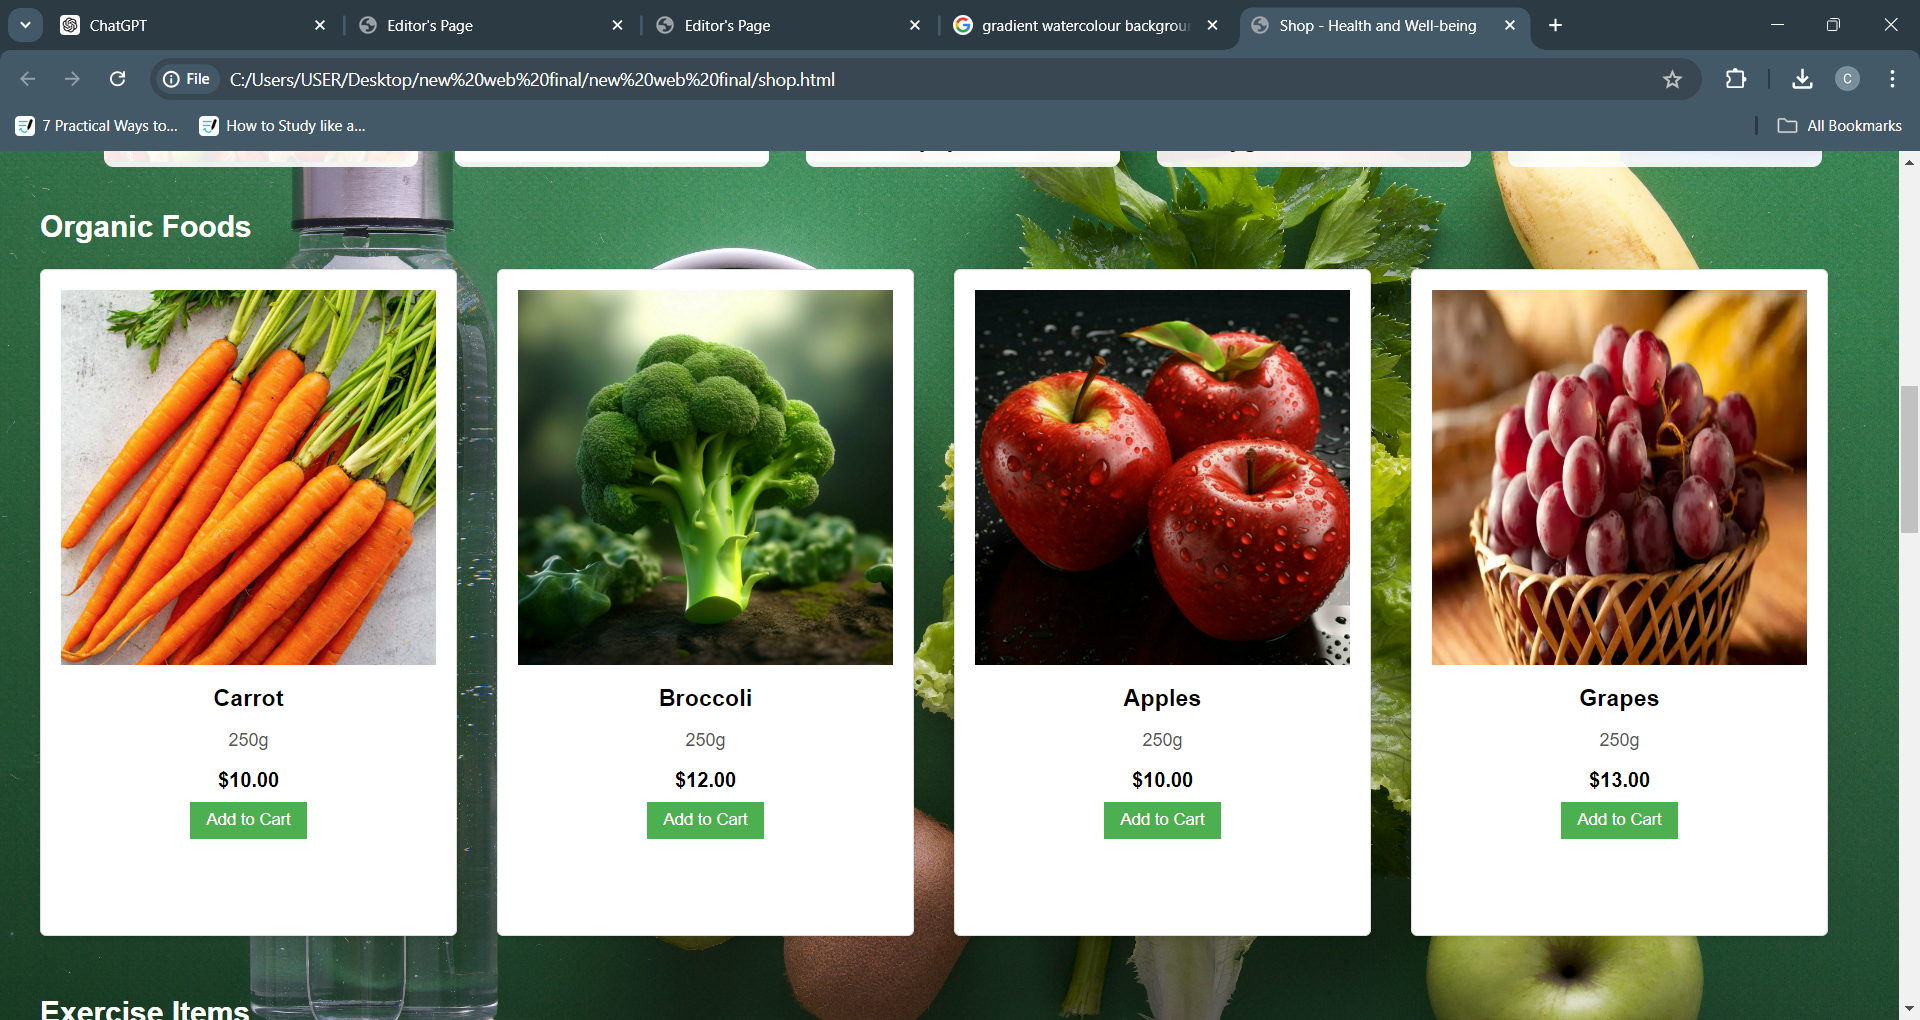 ChatGPT
Editor's Page
Editor's Page
gradient watercolour backgrour
Shop - Health and Well-being
File
C:/Users/USER/Desktop/new%20web%20final/new%20web%20final/shop.html
C
7 Practical Ways to...
How to Study like a...
All Bookmarks
Organic Foods
Carrot
250g
$10.00
Add to Cart
Broccoli
250g
$12.00
Add to Cart
Apples
250g
$10.00
Add to Cart
Grapes
250g
$13.00
Add to Cart
Exercise Items